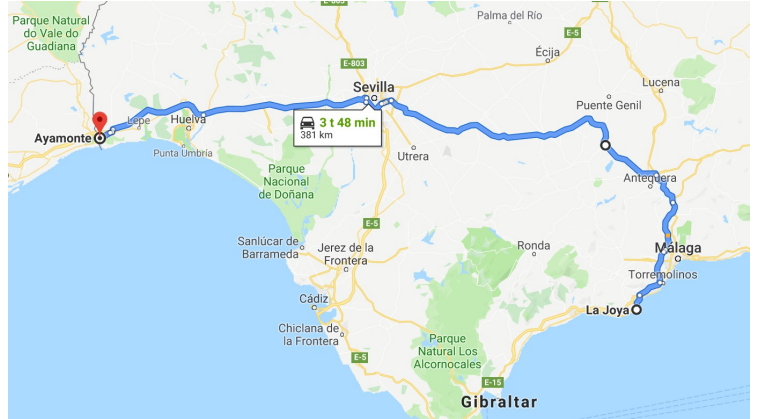 Parque Natural
do Vale do
Guadiana
E-803
Palma del Río
E-5
Écija
E-803
Lucena
Sevilla
Puente Genil
Lepe
Huelva
3 t 48 min
381 km
Ayamonte
Punta Umbría
Utrera
Parque
Nacional
de Doñana
Antequera
E-5
Sanlúcar de
Barrameda
Jerez de la
Frontera
Ronda
Málaga
Torremolinos
Cádiz
La Joya
Chiclana de
la Frontera
Parque
Natural Los
Alcornocales
E-5
E-15
Gibraltar